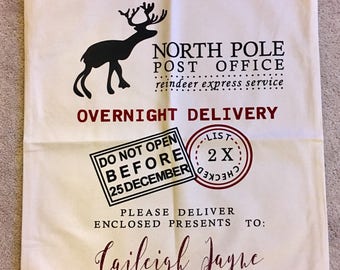 NORTH POLE
POST OFFICE
reindeer express service
OVERNIGHT DELIVERY
DO NOT OPEN
BEFORE
25 DECEMBER
LIST
2 X
CHECKED
PLEASE DELIVER
ENCLOSED PRESENTS TO:
Caileigh Jayne